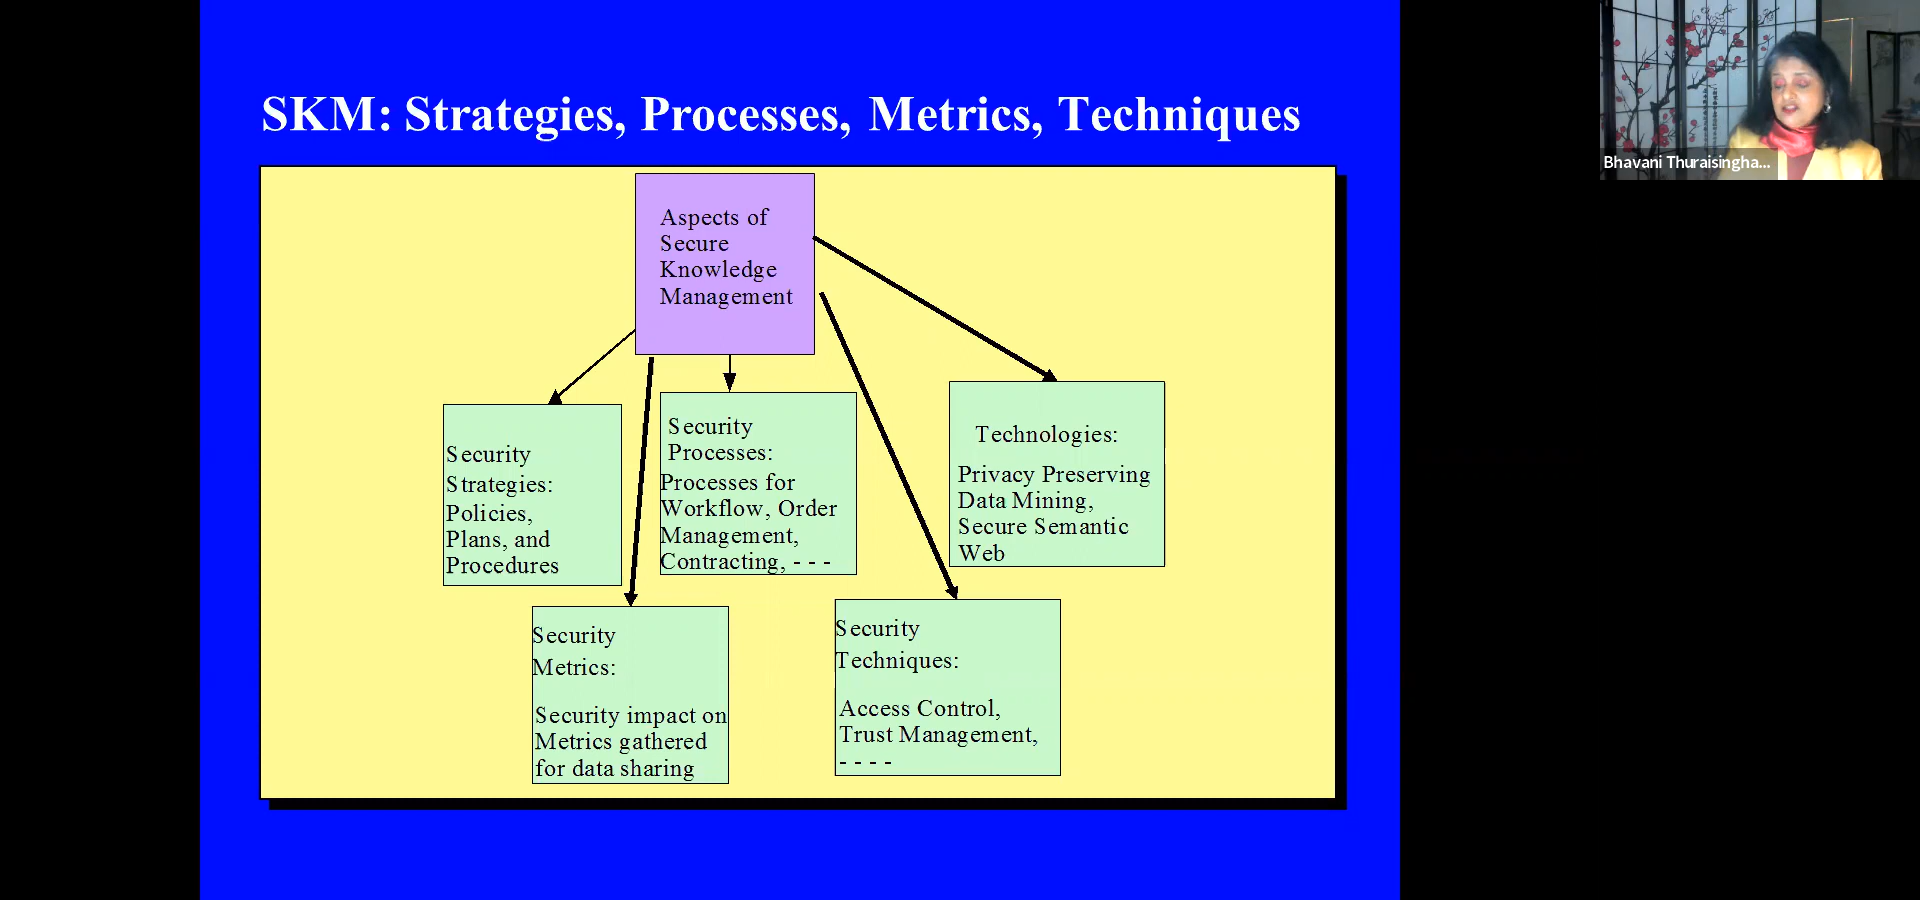 SKM: Strategies, Processes, Metrics, Techniques
Aspects of
Secure
Knowledge
Management
Security
Strategies:
Policies,
Plans, and
Procedures
Security
Processes:
Processes for
Workflow, Order
Management,
Contracting, - - -
Technologies:
Privacy Preserving
Data Mining,
Secure Semantic
Web
Security
Metrics:
Security impact on
Metrics gathered
for data sharing
Security
Techniques:
Access Control,
Trust Management,
- - - -
Bhavani Thuraisingha...